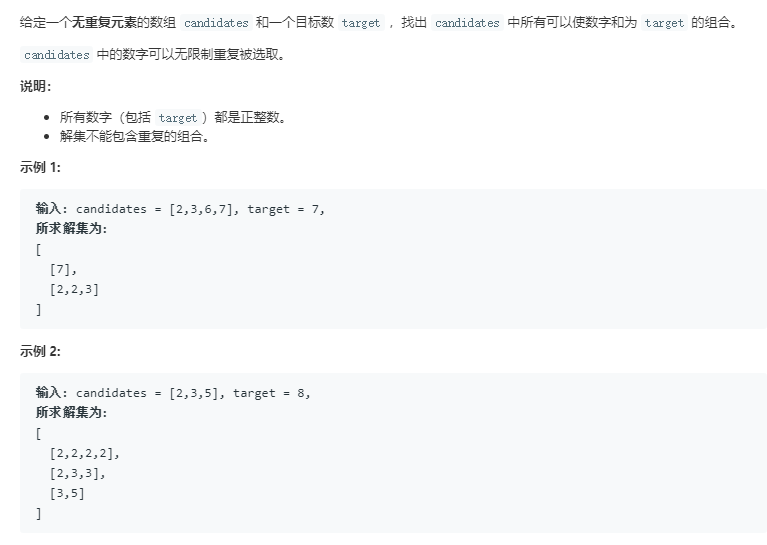 给定一个无重复元素的数组 candidates 和一个目标数 target ，找出 candidates 中所有可以使数字和为 target 的组合。
candidates 中的数字可以无限制重复被选取。
说明：
所有数字（包括 target）都是正整数。
解集不能包含重复的组合。
示例 1:
输入: candidates = [2,3,6,7], target = 7,
所求解集为:
[
[7],
[2,2,3]
]
示例 2:
输入: candidates = [2,3,5], target = 8,
所求解集为:
[
[2,2,2,2],
[2,3,3],
[3,5]
]